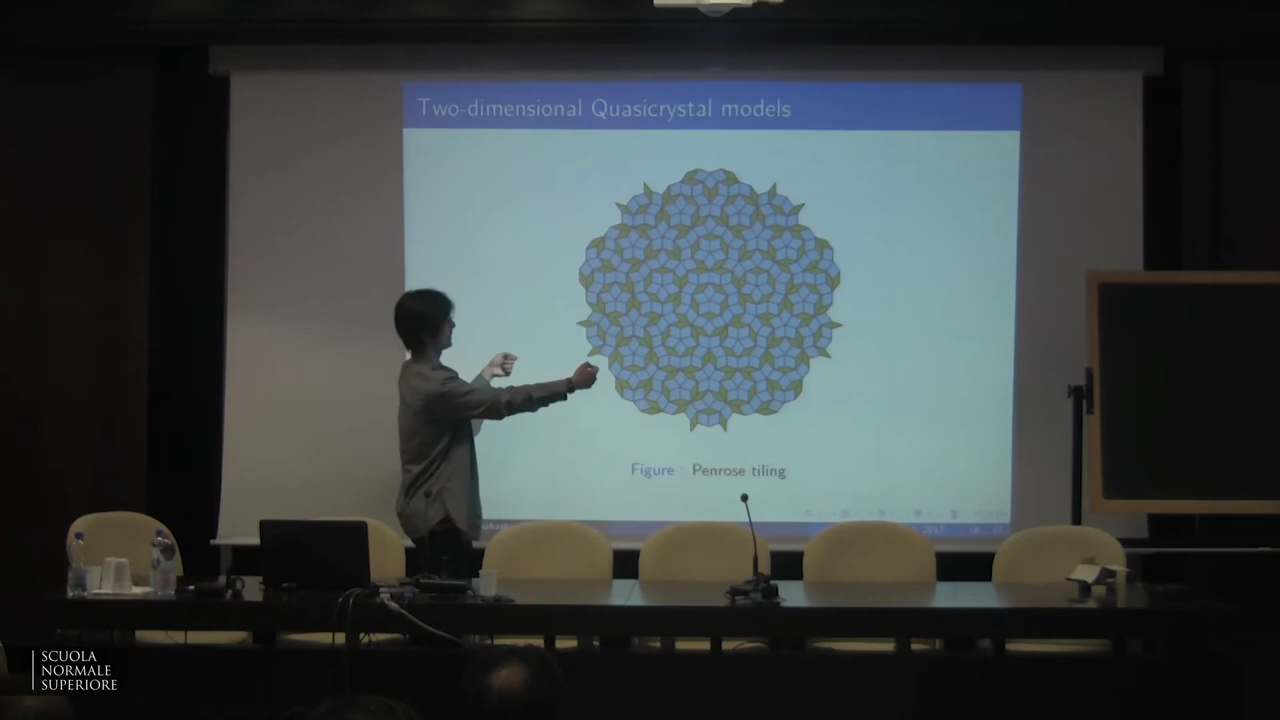 Two-dimensional Quasicrystal models
Figure : Penrose tiling
SCUOLA
NORMALE
SUPERIORE